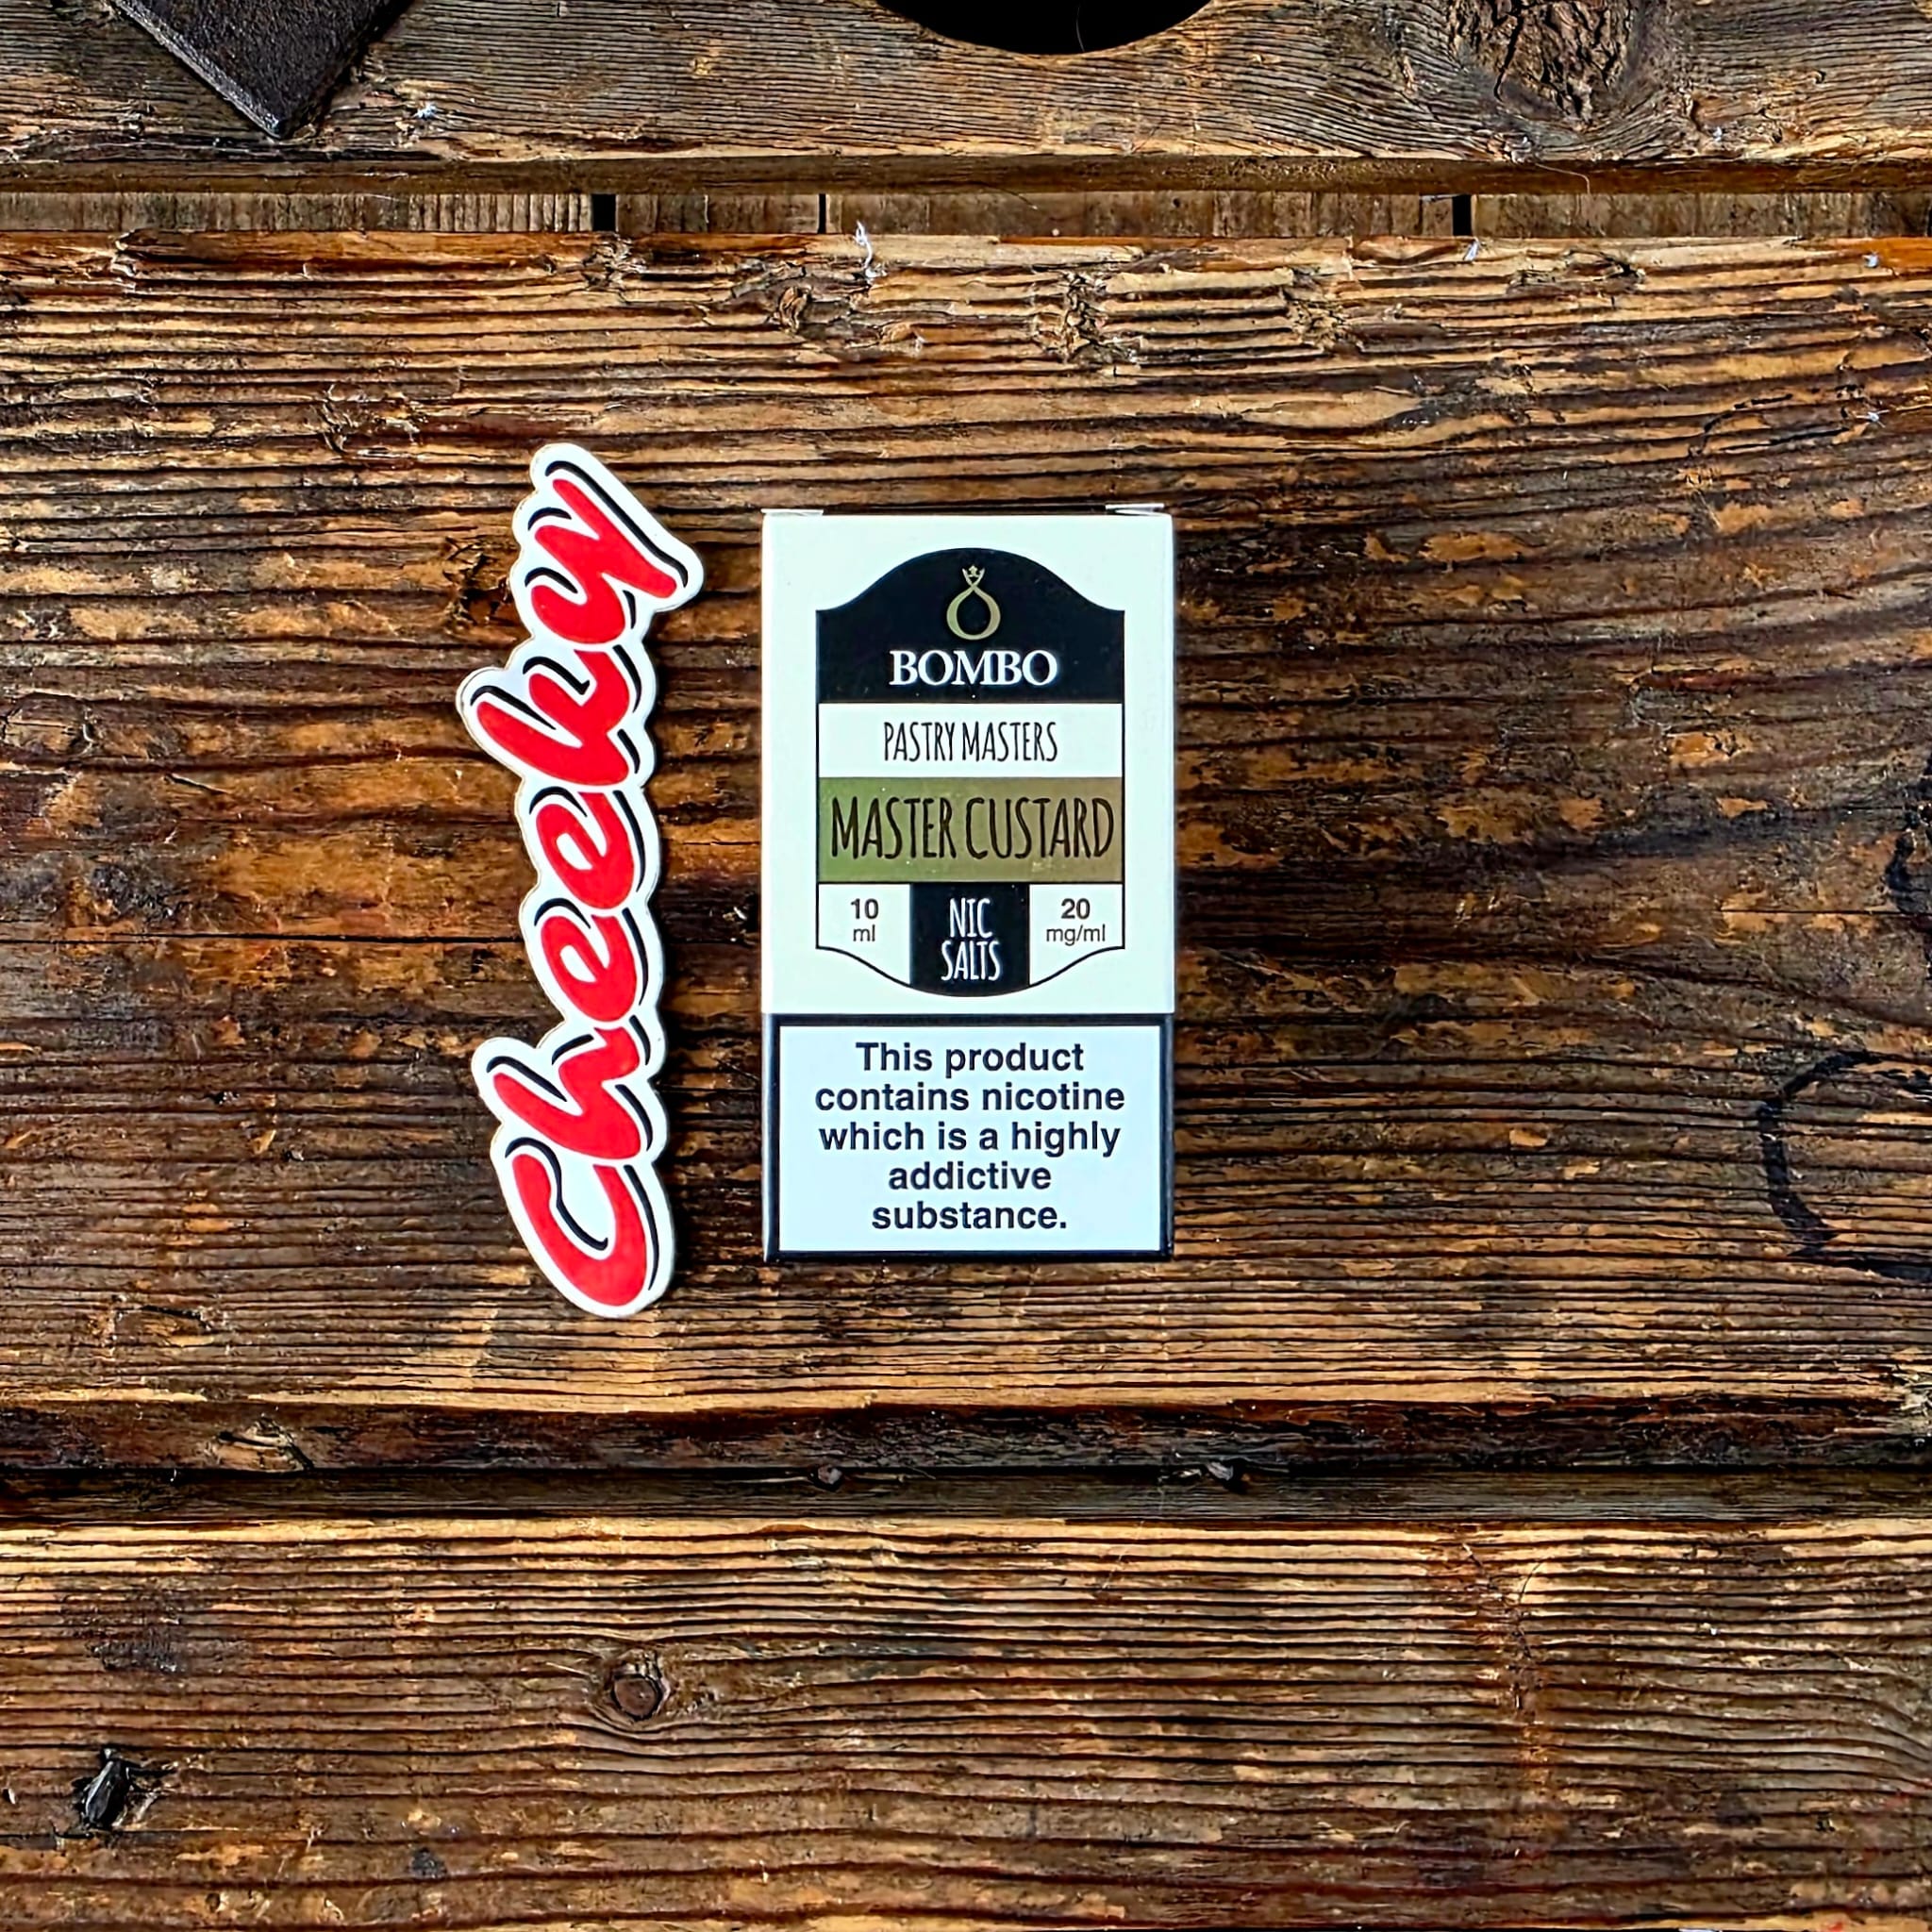 Cheeky
BOMBO
PASTRY MASTERS
MASTER CUSTARD
10
ml
NIC
SALTS
20
mg/ml
This product
contains nicotine
which is a highly
addictive
substance.